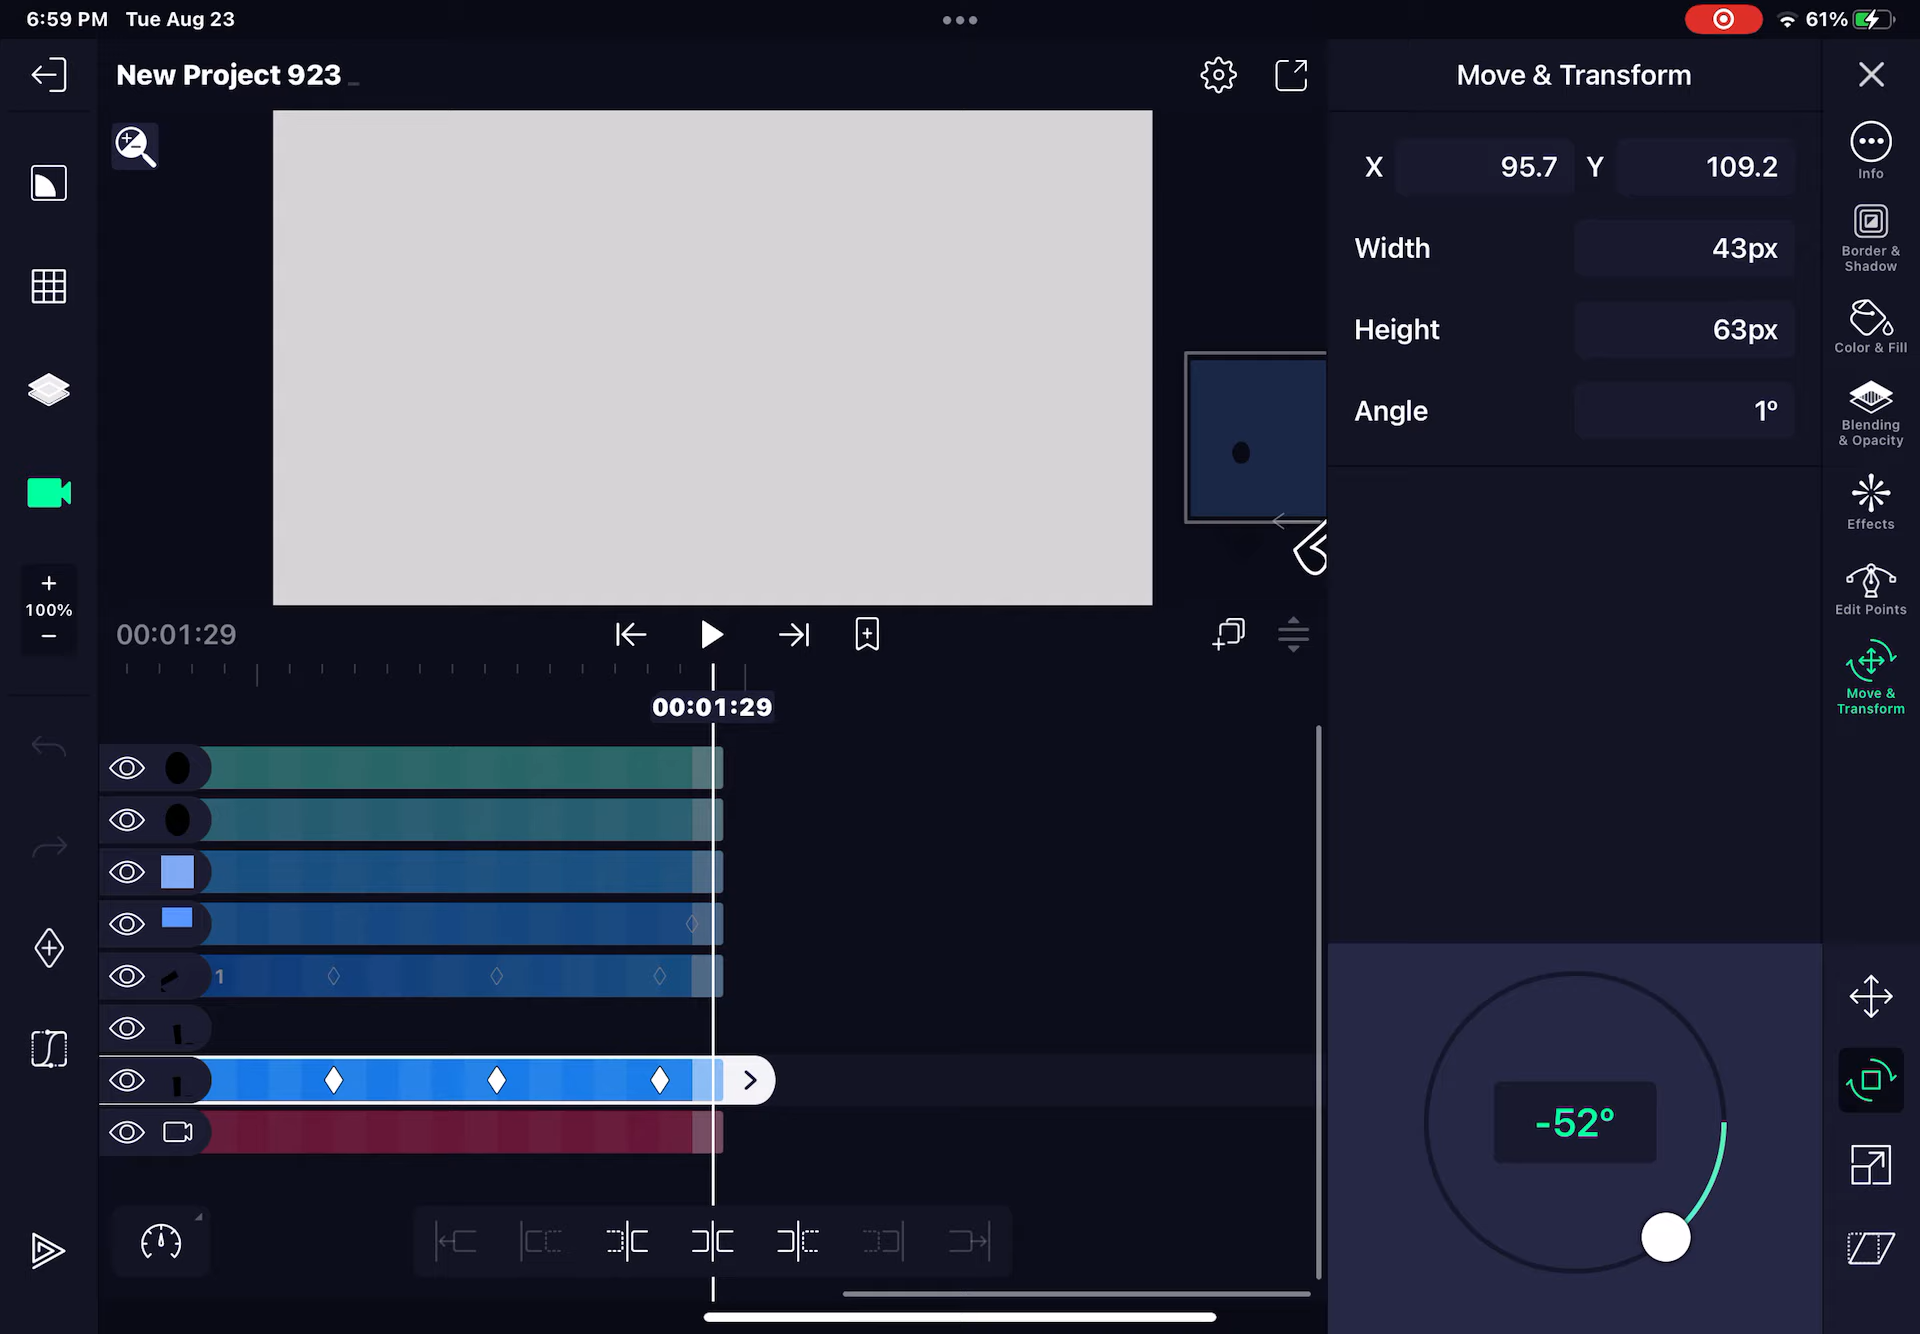 6:59 PM Tue Aug 23
61%
New Project 923
Move & Transform
X 95.7 Y 109.2
Info
Width 43px
Border &
Shadow
Height 63px
Color & Fill
Angle 1º
Blending
& Opacity
Effects
Edit Points
+
100%
−
00:01:29
Move &
Transform
00:01:29
1
-52º